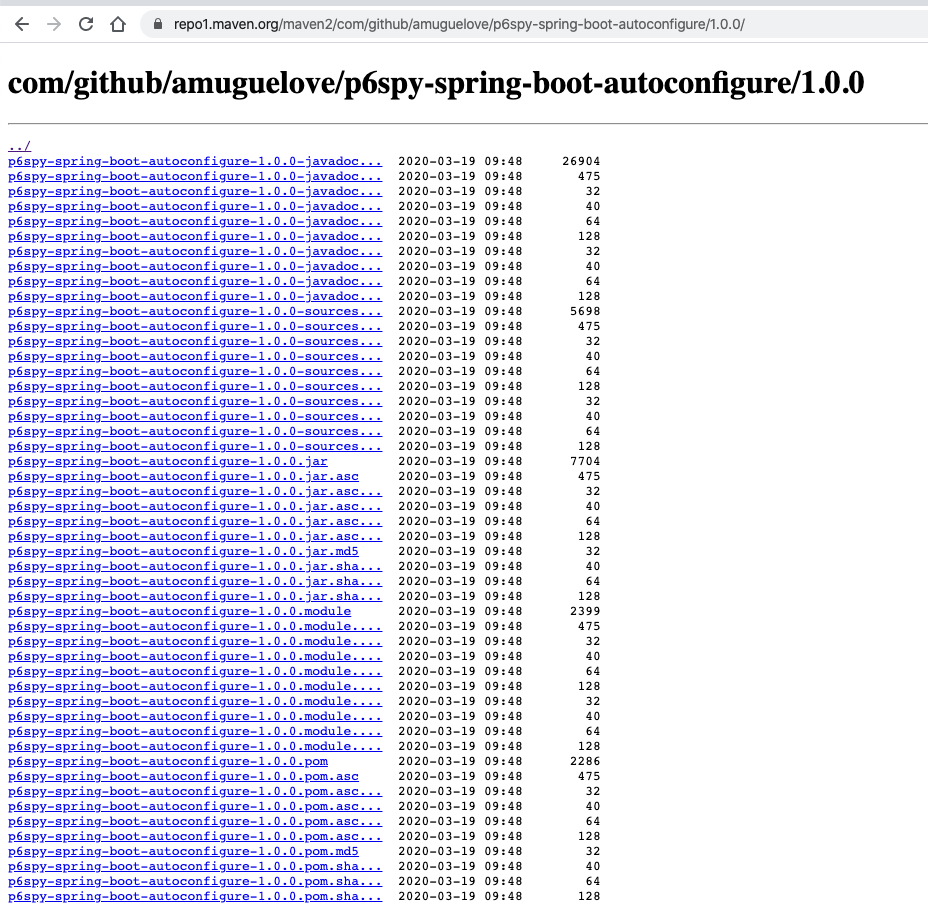 repo1.maven.org/maven2/com/github/amuguelove/p6spy-spring-boot-autoconfigure/1.0.0/
com/github/amuguelove/p6spy-spring-boot-autoconfigure/1.0.0
../
p6spy-spring-boot-autoconfigure-1.0.0-javadoc... 2020-03-19 09:48 26904
p6spy-spring-boot-autoconfigure-1.0.0-javadoc... 2020-03-19 09:48 475
p6spy-spring-boot-autoconfigure-1.0.0-javadoc... 2020-03-19 09:48 32
p6spy-spring-boot-autoconfigure-1.0.0-javadoc... 2020-03-19 09:48 40
p6spy-spring-boot-autoconfigure-1.0.0-javadoc... 2020-03-19 09:48 64
p6spy-spring-boot-autoconfigure-1.0.0-javadoc... 2020-03-19 09:48 128
p6spy-spring-boot-autoconfigure-1.0.0-javadoc... 2020-03-19 09:48 32
p6spy-spring-boot-autoconfigure-1.0.0-javadoc... 2020-03-19 09:48 40
p6spy-spring-boot-autoconfigure-1.0.0-javadoc... 2020-03-19 09:48 64
p6spy-spring-boot-autoconfigure-1.0.0-javadoc... 2020-03-19 09:48 128
p6spy-spring-boot-autoconfigure-1.0.0-sources... 2020-03-19 09:48 5698
p6spy-spring-boot-autoconfigure-1.0.0-sources... 2020-03-19 09:48 475
p6spy-spring-boot-autoconfigure-1.0.0-sources... 2020-03-19 09:48 32
p6spy-spring-boot-autoconfigure-1.0.0-sources... 2020-03-19 09:48 40
p6spy-spring-boot-autoconfigure-1.0.0-sources... 2020-03-19 09:48 64
p6spy-spring-boot-autoconfigure-1.0.0-sources... 2020-03-19 09:48 128
p6spy-spring-boot-autoconfigure-1.0.0-sources... 2020-03-19 09:48 32
p6spy-spring-boot-autoconfigure-1.0.0-sources... 2020-03-19 09:48 40
p6spy-spring-boot-autoconfigure-1.0.0-sources... 2020-03-19 09:48 64
p6spy-spring-boot-autoconfigure-1.0.0-sources... 2020-03-19 09:48 128
p6spy-spring-boot-autoconfigure-1.0.0.jar 2020-03-19 09:48 7704
p6spy-spring-boot-autoconfigure-1.0.0.jar.asc 2020-03-19 09:48 475
p6spy-spring-boot-autoconfigure-1.0.0.jar.asc... 2020-03-19 09:48 32
p6spy-spring-boot-autoconfigure-1.0.0.jar.asc... 2020-03-19 09:48 40
p6spy-spring-boot-autoconfigure-1.0.0.jar.asc... 2020-03-19 09:48 64
p6spy-spring-boot-autoconfigure-1.0.0.jar.asc... 2020-03-19 09:48 128
p6spy-spring-boot-autoconfigure-1.0.0.jar.md5 2020-03-19 09:48 32
p6spy-spring-boot-autoconfigure-1.0.0.jar.sha... 2020-03-19 09:48 40
p6spy-spring-boot-autoconfigure-1.0.0.jar.sha... 2020-03-19 09:48 64
p6spy-spring-boot-autoconfigure-1.0.0.jar.sha... 2020-03-19 09:48 128
p6spy-spring-boot-autoconfigure-1.0.0.module 2020-03-19 09:48 2399
p6spy-spring-boot-autoconfigure-1.0.0.module.... 2020-03-19 09:48 475
p6spy-spring-boot-autoconfigure-1.0.0.module.... 2020-03-19 09:48 32
p6spy-spring-boot-autoconfigure-1.0.0.module.... 2020-03-19 09:48 40
p6spy-spring-boot-autoconfigure-1.0.0.module.... 2020-03-19 09:48 64
p6spy-spring-boot-autoconfigure-1.0.0.module.... 2020-03-19 09:48 128
p6spy-spring-boot-autoconfigure-1.0.0.module.... 2020-03-19 09:48 32
p6spy-spring-boot-autoconfigure-1.0.0.module.... 2020-03-19 09:48 40
p6spy-spring-boot-autoconfigure-1.0.0.module.... 2020-03-19 09:48 64
p6spy-spring-boot-autoconfigure-1.0.0.module.... 2020-03-19 09:48 128
p6spy-spring-boot-autoconfigure-1.0.0.pom 2020-03-19 09:48 2286
p6spy-spring-boot-autoconfigure-1.0.0.pom.asc 2020-03-19 09:48 475
p6spy-spring-boot-autoconfigure-1.0.0.pom.asc... 2020-03-19 09:48 32
p6spy-spring-boot-autoconfigure-1.0.0.pom.asc... 2020-03-19 09:48 40
p6spy-spring-boot-autoconfigure-1.0.0.pom.asc... 2020-03-19 09:48 64
p6spy-spring-boot-autoconfigure-1.0.0.pom.asc... 2020-03-19 09:48 128
p6spy-spring-boot-autoconfigure-1.0.0.pom.md5 2020-03-19 09:48 32
p6spy-spring-boot-autoconfigure-1.0.0.pom.sha... 2020-03-19 09:48 40
p6spy-spring-boot-autoconfigure-1.0.0.pom.sha... 2020-03-19 09:48 64
p6spy-spring-boot-autoconfigure-1.0.0.pom.sha... 2020-03-19 09:48 128